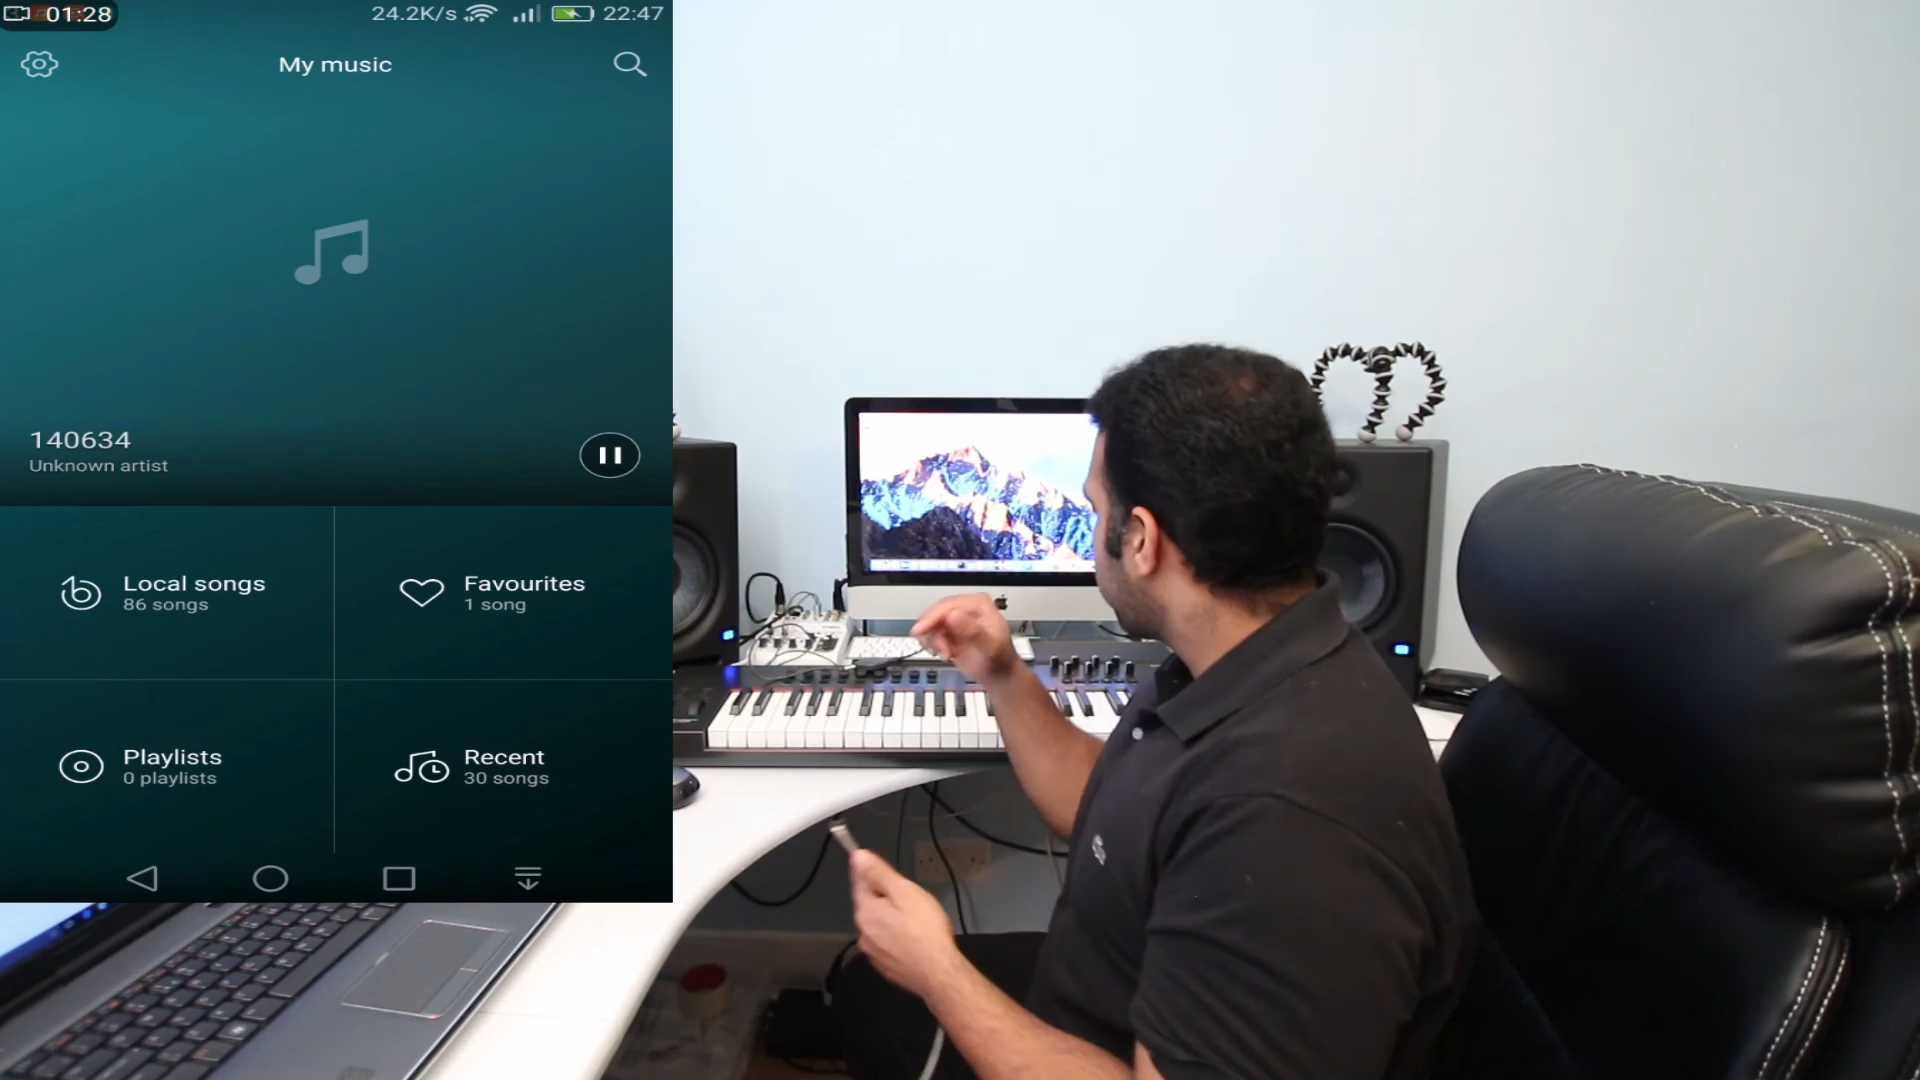 01:28 24.2K/s 22:47
My music
140634
Unknown artist
Local songs
86 songs
Favourites
1 song
Playlists
0 playlists
Recent
30 songs